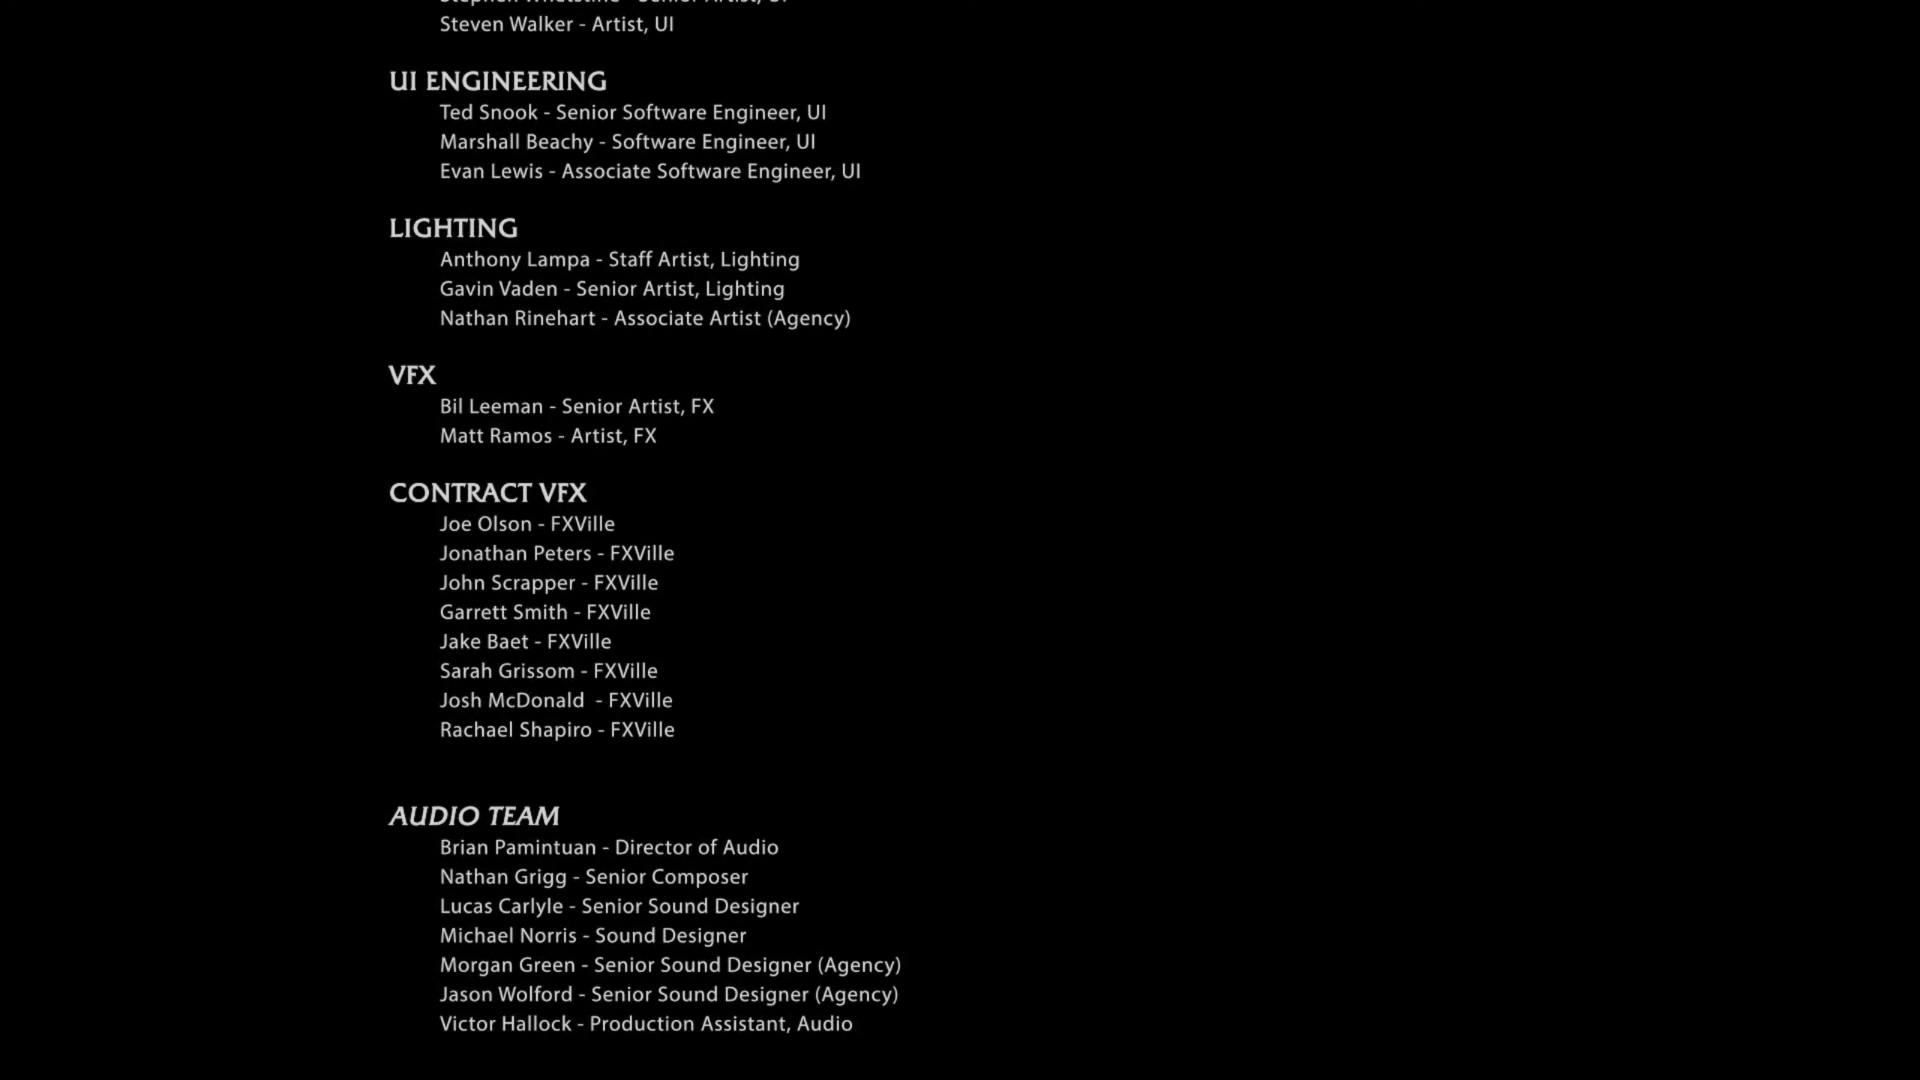 Steven Walker - Artist, UI
UI ENGINEERING
Ted Snook - Senior Software Engineer, UI
Marshall Beachy - Software Engineer, UI
Evan Lewis - Associate Software Engineer, UI
LIGHTING
Anthony Lampa - Staff Artist, Lighting
Gavin Vaden - Senior Artist, Lighting
Nathan Rinehart - Associate Artist (Agency)
VFX
Bil Leeman - Senior Artist, FX
Matt Ramos - Artist, FX
CONTRACT VFX
Joe Olson - FXVille
Jonathan Peters - FXVille
John Scrapper - FXVille
Garrett Smith - FXVille
Jake Baet - FXVille
Sarah Grissom - FXVille
Josh McDonald  - FXVille
Rachael Shapiro - FXVille
AUDIO TEAM
Brian Pamintuan - Director of Audio
Nathan Grigg - Senior Composer
Lucas Carlyle - Senior Sound Designer
Michael Norris - Sound Designer
Morgan Green - Senior Sound Designer (Agency)
Jason Wolford - Senior Sound Designer (Agency)
Victor Hallock - Production Assistant, Audio